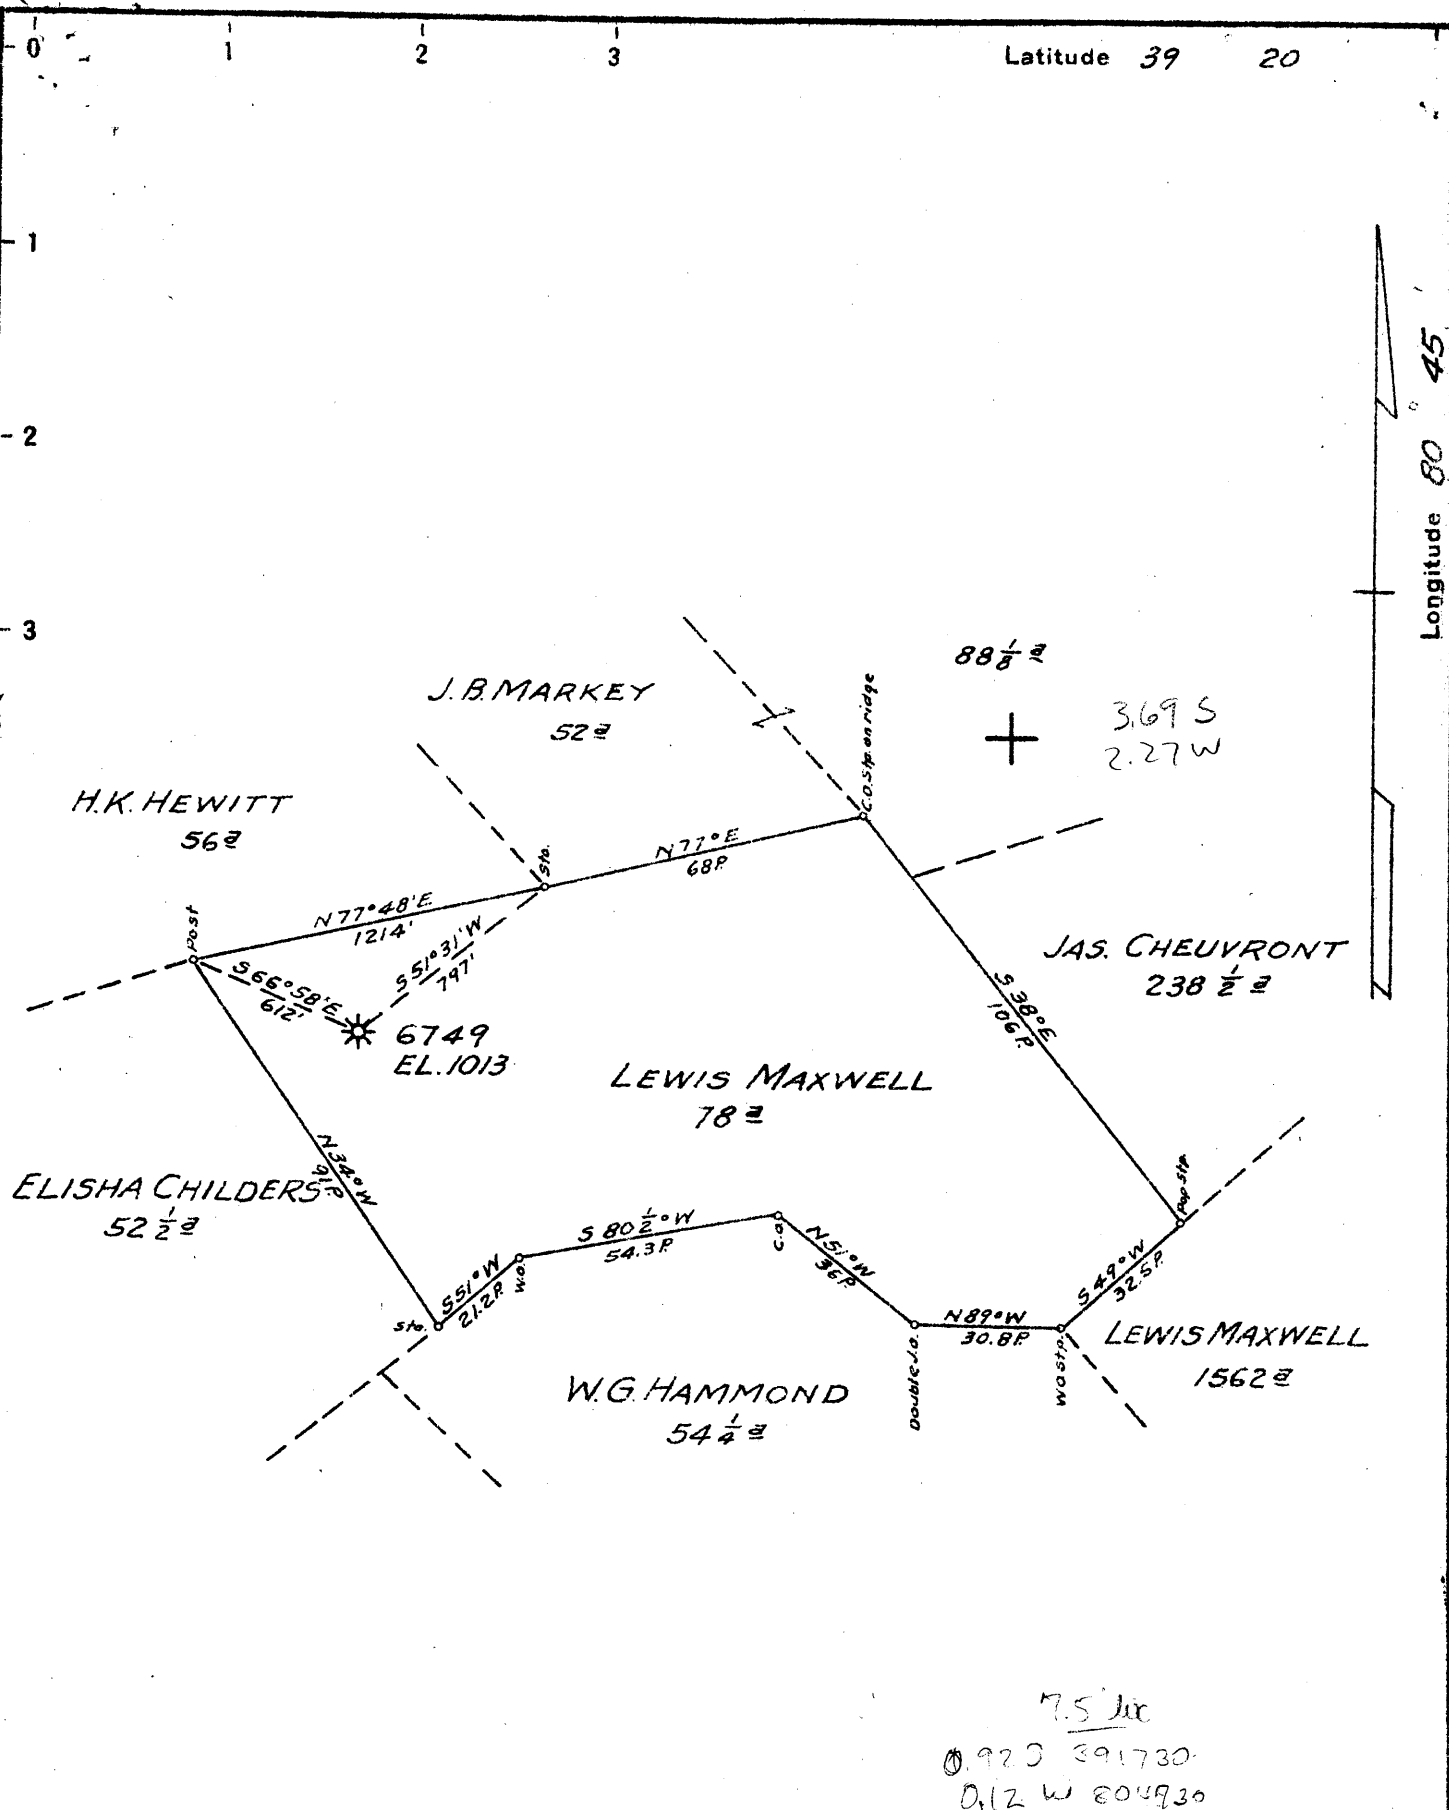 0 1 2 3
Latitude 39 20
1
2
3
Longitude 80° 45'
88 1/8 a
3.69 S
2.27 W
J.B. MARKEY
52 a
C.O. Stp. on ridge
H.K. HEWITT
56 a
Sto.
N 77° E
68 P.
Post
N 77° 48' E
1214'
S 51° 31' W
797'
S 66° 58' E
612'
6749
EL. 1013
JAS. CHEUVRONT
238 1/2 a
S 38° E
106 P.
LEWIS MAXWELL
78 a
N 34° W
91 P.
ELISHA CHILDERS
52 1/2 a
Pop Stp.
S 80 1/2° W
54.3 P.
C.O.
N 51° W
36 P.
S 51° W
21.2 P.
W.O.
Sto.
S 49° W
32.5 P.
N 89° W
30.8 P.
Double J.O.
W O Stp.
LEWIS MAXWELL
1562 a
W.G. HAMMOND
54 1/4 a
7.5' loc
0.92 S 391730
0.12 W 804930